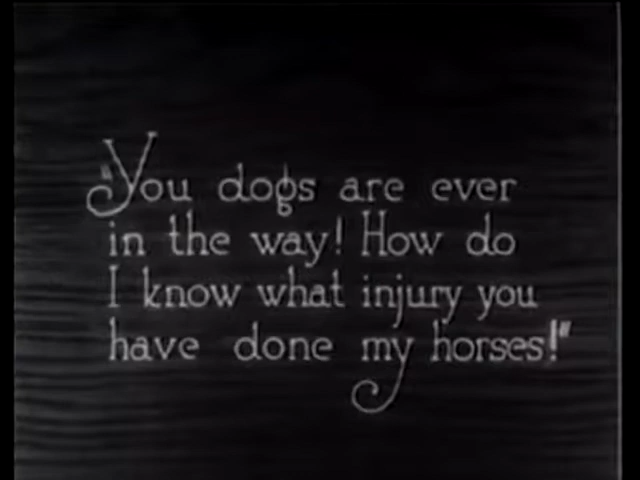 "You dogs are ever
in the way! How do
I know what injury you
have done my horses!"